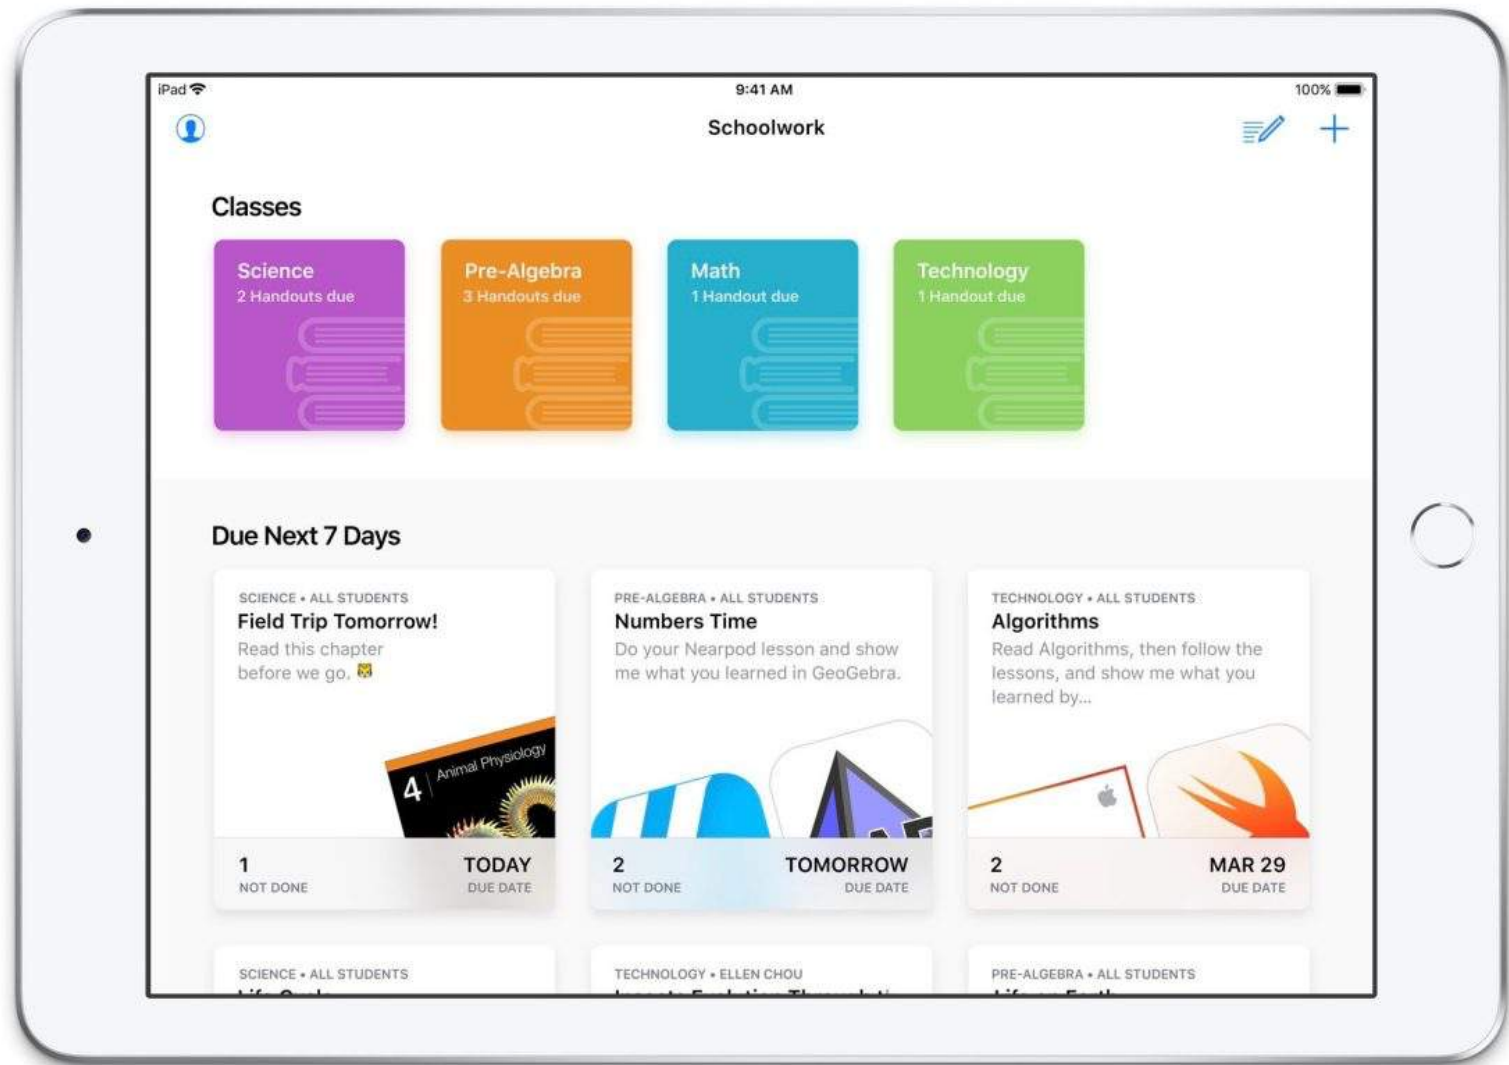 iPad
9:41 AM
100%
Schoolwork
Classes
Science
2 Handouts due
Pre-Algebra
3 Handouts due
Math
1 Handout due
Technology
1 Handout due
Due Next 7 Days
SCIENCE • ALL STUDENTS
Field Trip Tomorrow!
Read this chapter
before we go. 🐯
4 | Animal Physiology
1
NOT DONE
TODAY
DUE DATE
PRE-ALGEBRA • ALL STUDENTS
Numbers Time
Do your Nearpod lesson and show
me what you learned in GeoGebra.
2
NOT DONE
TOMORROW
DUE DATE
TECHNOLOGY • ALL STUDENTS
Algorithms
Read Algorithms, then follow the
lessons, and show me what you
learned by...
2
NOT DONE
MAR 29
DUE DATE
SCIENCE • ALL STUDENTS
TECHNOLOGY • ELLEN CHOU
PRE-ALGEBRA • ALL STUDENTS